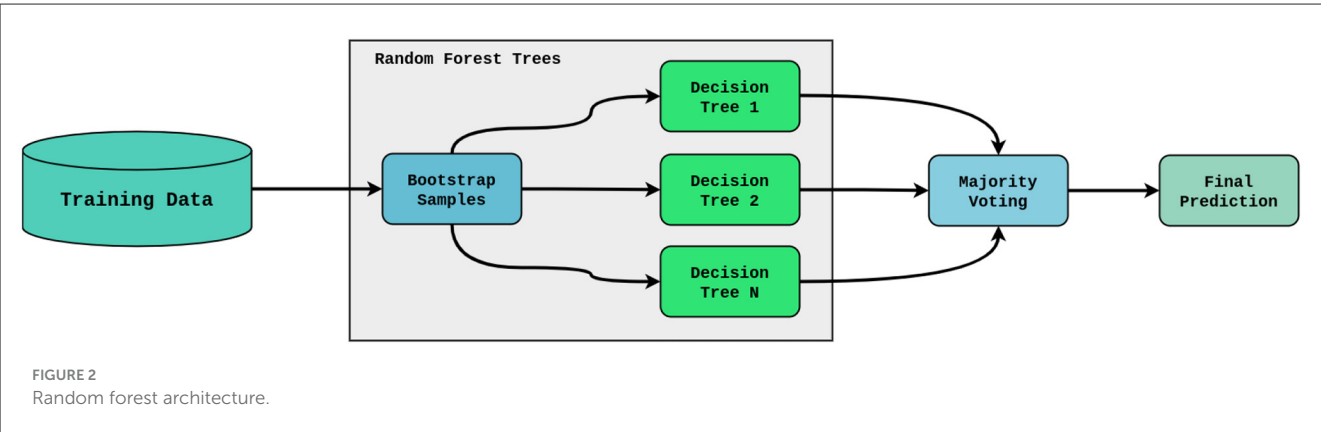 Random Forest Trees
Training Data
Bootstrap
Samples
Decision
Tree 1
Decision
Tree 2
Decision
Tree N
Majority
Voting
Final
Prediction
FIGURE 2
Random forest architecture.